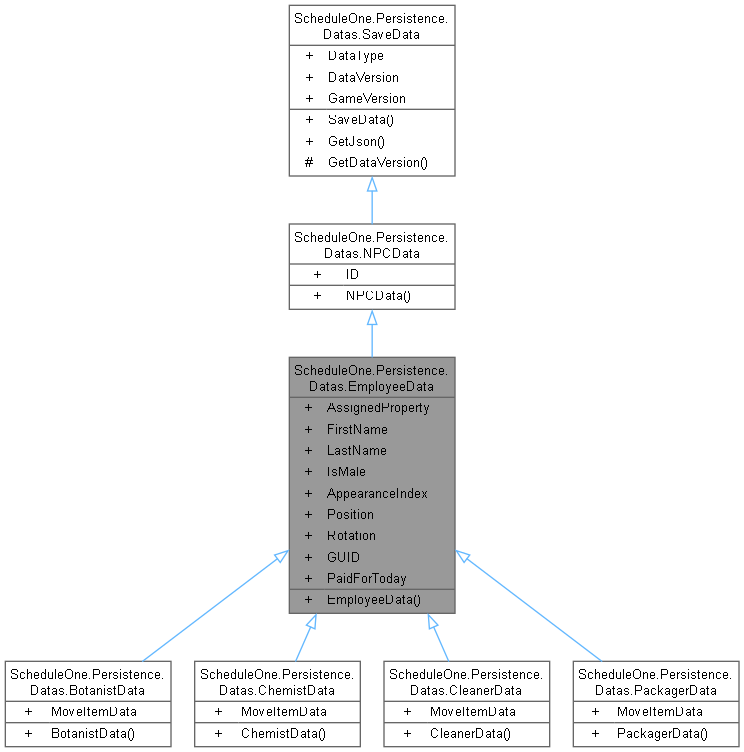 ScheduleOne.Persistence.
Datas.SaveData
+ DataType
+ DataVersion
+ GameVersion
+ SaveData()
+ GetJson()
# GetDataVersion()
ScheduleOne.Persistence.
Datas.NPCData
+ ID
+ NPCData()
ScheduleOne.Persistence.
Datas.EmployeeData
+ AssignedProperty
+ FirstName
+ LastName
+ IsMale
+ AppearanceIndex
+ Position
+ Rotation
+ GUID
+ PaidForToday
+ EmployeeData()
ScheduleOne.Persistence.
Datas.BotanistData
+ MoveItemData
+ BotanistData()
ScheduleOne.Persistence.
Datas.ChemistData
+ MoveItemData
+ ChemistData()
ScheduleOne.Persistence.
Datas.CleanerData
+ MoveItemData
+ CleanerData()
ScheduleOne.Persistence.
Datas.PackagerData
+ MoveItemData
+ PackagerData()